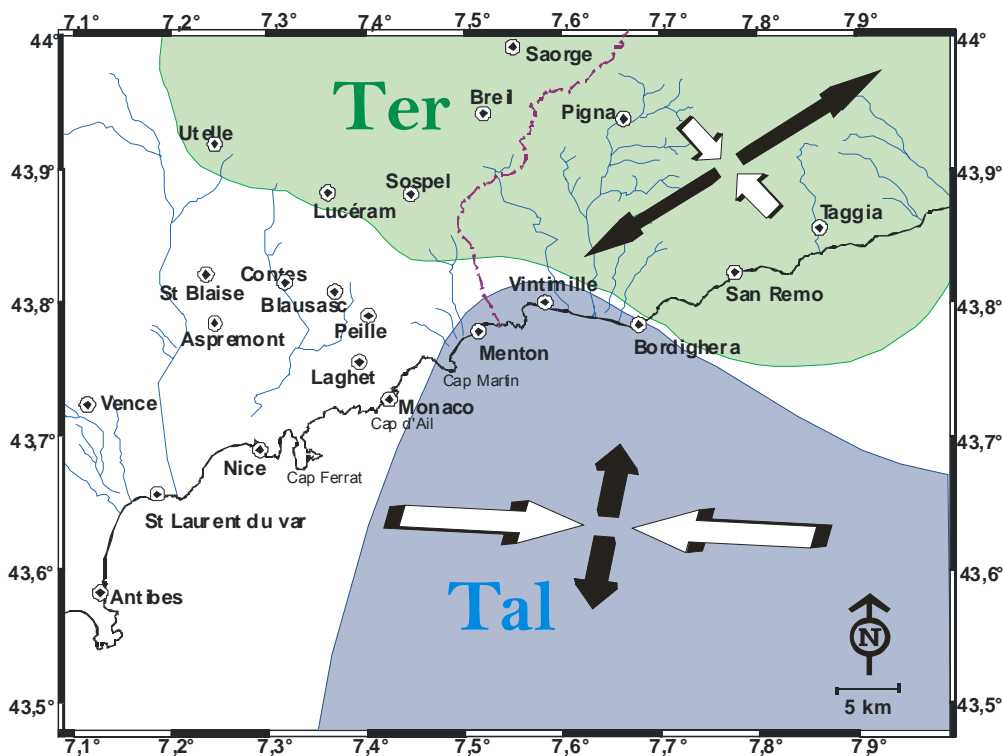 7,1° 7,2° 7,3° 7,4° 7,5° 7,6° 7,7° 7,8° 7,9°
44° 44°
Saorge
Ter
Breil
Pigna
Utelle
43,9° 43,9°
Sospel
Lucéram
Taggia
Contes
St Blaise
Blausasc
Vintimille
San Remo
43,8° 43,8°
Aspremont
Peille
Menton
Bordighera
Laghet
Cap Martin
Vence
Monaco
Cap d'Ail
43,7° 43,7°
Nice
Cap Ferrat
St Laurent du var
43,6° 43,6°
Antibes
Tal
N
5 km
43,5° 43,5°
7,1° 7,2° 7,3° 7,4° 7,5° 7,6° 7,7° 7,8° 7,9°